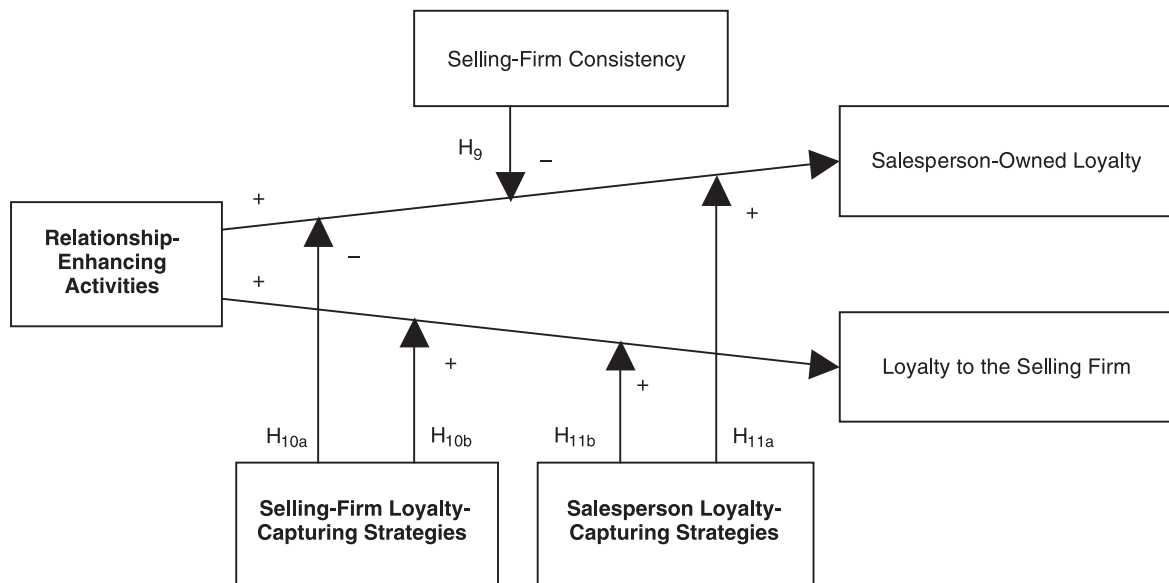 Selling-Firm Consistency
H9
−
Salesperson-Owned Loyalty
+
+
Relationship-
Enhancing
Activities
−
+
+
+
Loyalty to the Selling Firm
H10a
H10b
H11b
H11a
Selling-Firm Loyalty-
Capturing Strategies
Salesperson Loyalty-
Capturing Strategies